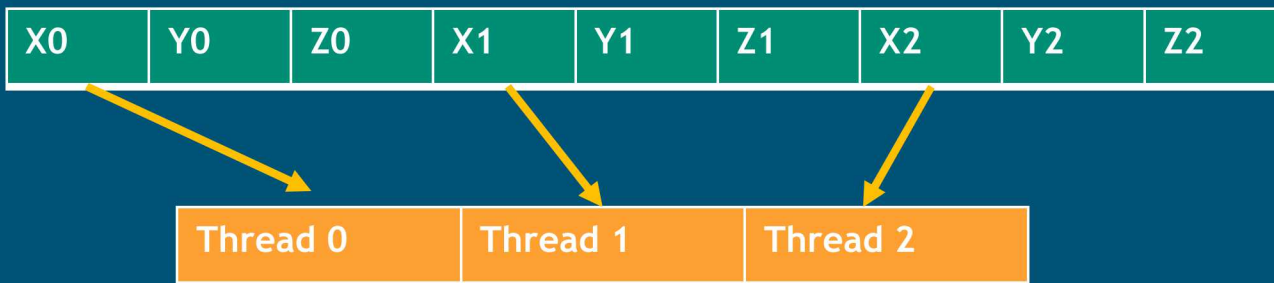 X0 Y0 Z0 X1 Y1 Z1 X2 Y2 Z2
Thread 0 Thread 1 Thread 2